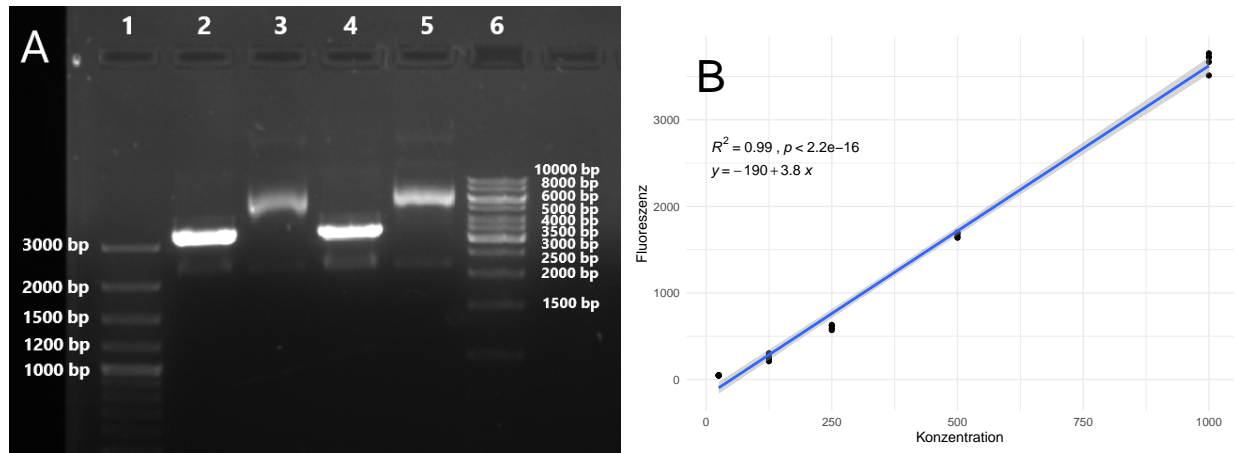 A
1 2 3 4 5 6
3000 bp
2000 bp
1500 bp
1200 bp
1000 bp
10000 bp
8000 bp
6000 bp
5000 bp
4000 bp
3500 bp
3000 bp
2500 bp
2000 bp
1500 bp
B
R² = 0.99 , p < 2.2e−16
y = − 190 + 3.8 x
Fluoreszenz
3000
2000
1000
0
0 250 500 750 1000
Konzentration